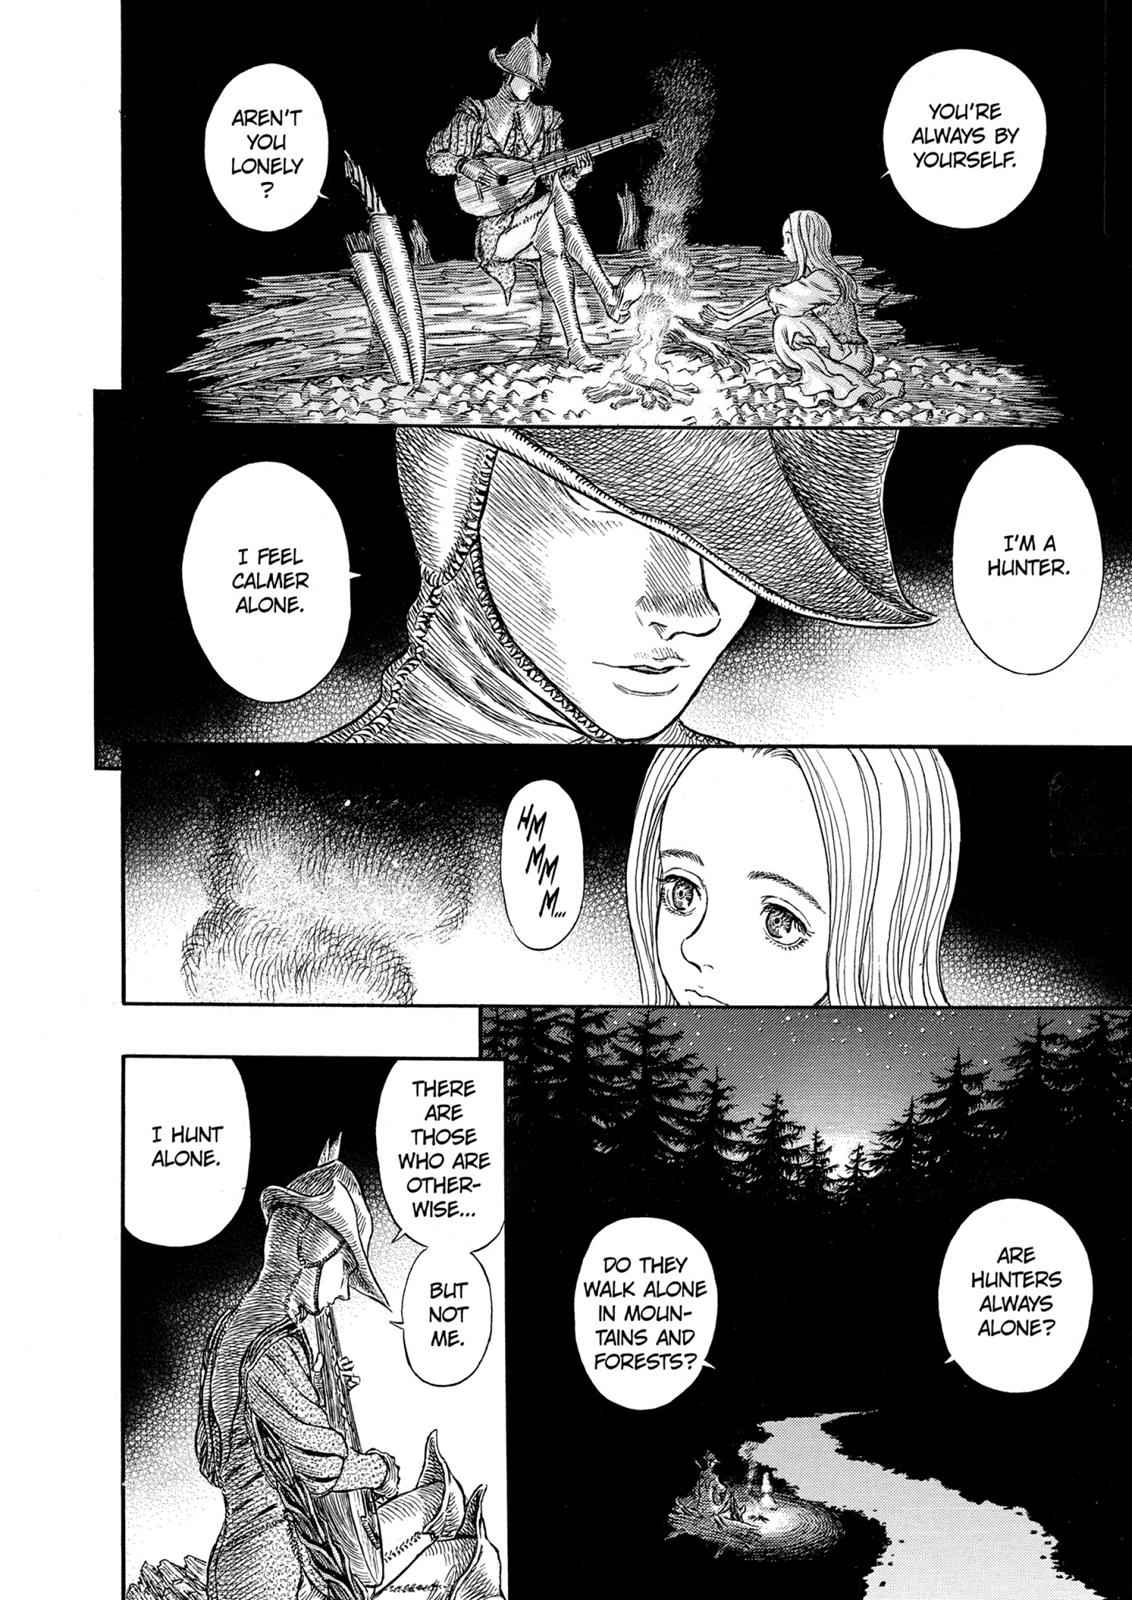 YOU'RE
ALWAYS BY
YOURSELF.
AREN'T
YOU
LONELY
?
I'M A
HUNTER.
I FEEL
CALMER
ALONE.
HM
MM
M...
ARE
HUNTERS
ALWAYS
ALONE?
DO THEY
WALK ALONE
IN MOUN-
TAINS AND
FORESTS?
THERE
ARE
THOSE
WHO ARE
OTHER-
WISE...
BUT
NOT
ME.
I HUNT
ALONE.